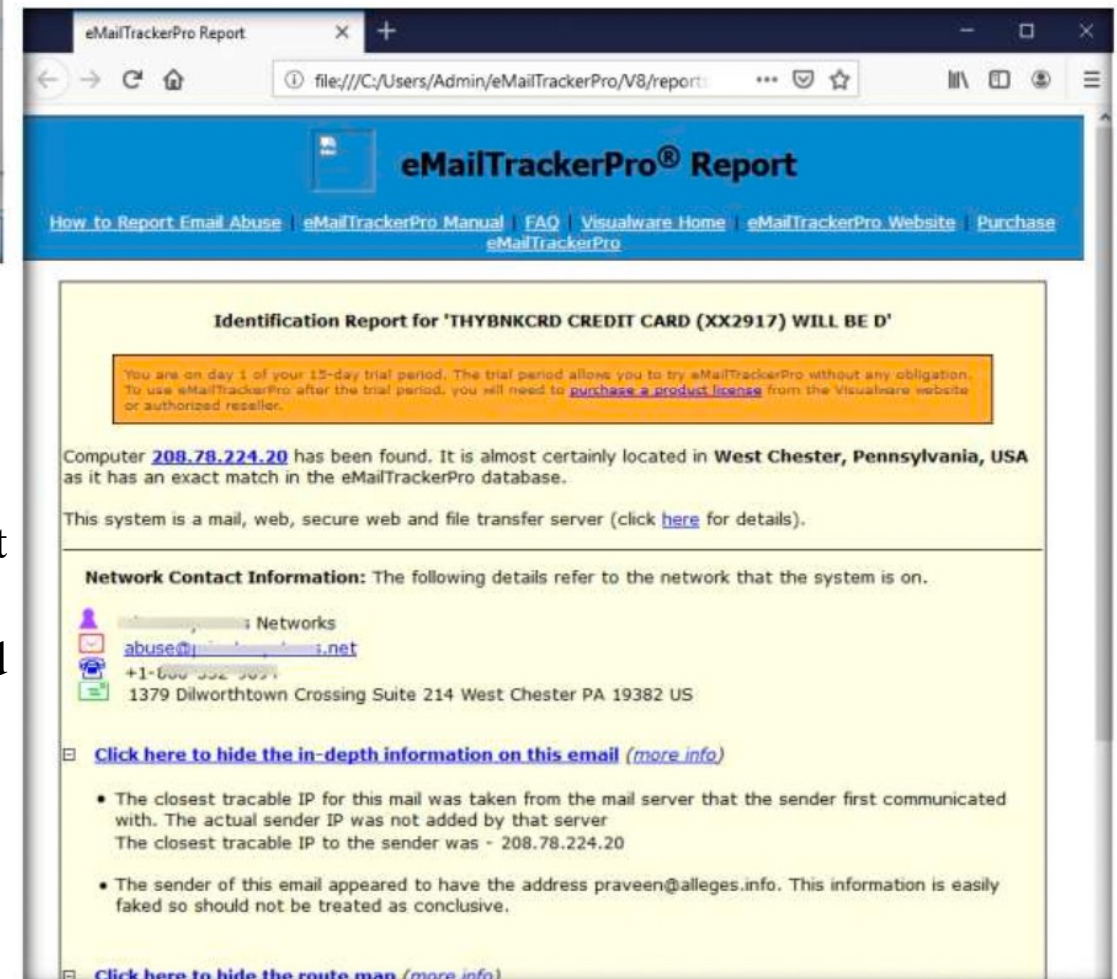 eMailTrackerPro Report
file:///C:/Users/Admin/eMailTrackerPro/V8/report
eMailTrackerPro® Report
How to Report Email Abuse | eMailTrackerPro Manual | FAQ | Visualware Home | eMailTrackerPro Website | Purchase
eMailTrackerPro
Identification Report for 'THYBNKCRD CREDIT CARD (XX2917) WILL BE D'
You are on day 1 of your 15-day trial period. The trial period allows you to try eMailTrackerPro without any obligation.
To use eMailTrackerPro after the trial period, you will need to purchase a product license from the Visualware website
or authorized reseller.
Computer 208.78.224.20 has been found. It is almost certainly located in West Chester, Pennsylvania, USA
as it has an exact match in the eMailTrackerPro database.
This system is a mail, web, secure web and file transfer server (click here for details).
Network Contact Information: The following details refer to the network that the system is on.
Networks
abuse@ .net
+1-
1379 Dilworthtown Crossing Suite 214 West Chester PA 19382 US
Click here to hide the in-depth information on this email (more info)
• The closest tracable IP for this mail was taken from the mail server that the sender first communicated
with. The actual sender IP was not added by that server
The closest tracable IP to the sender was - 208.78.224.20
• The sender of this email appeared to have the address praveen@alleges.info. This information is easily
faked so should not be treated as conclusive.
Click here to hide the route map (more info)